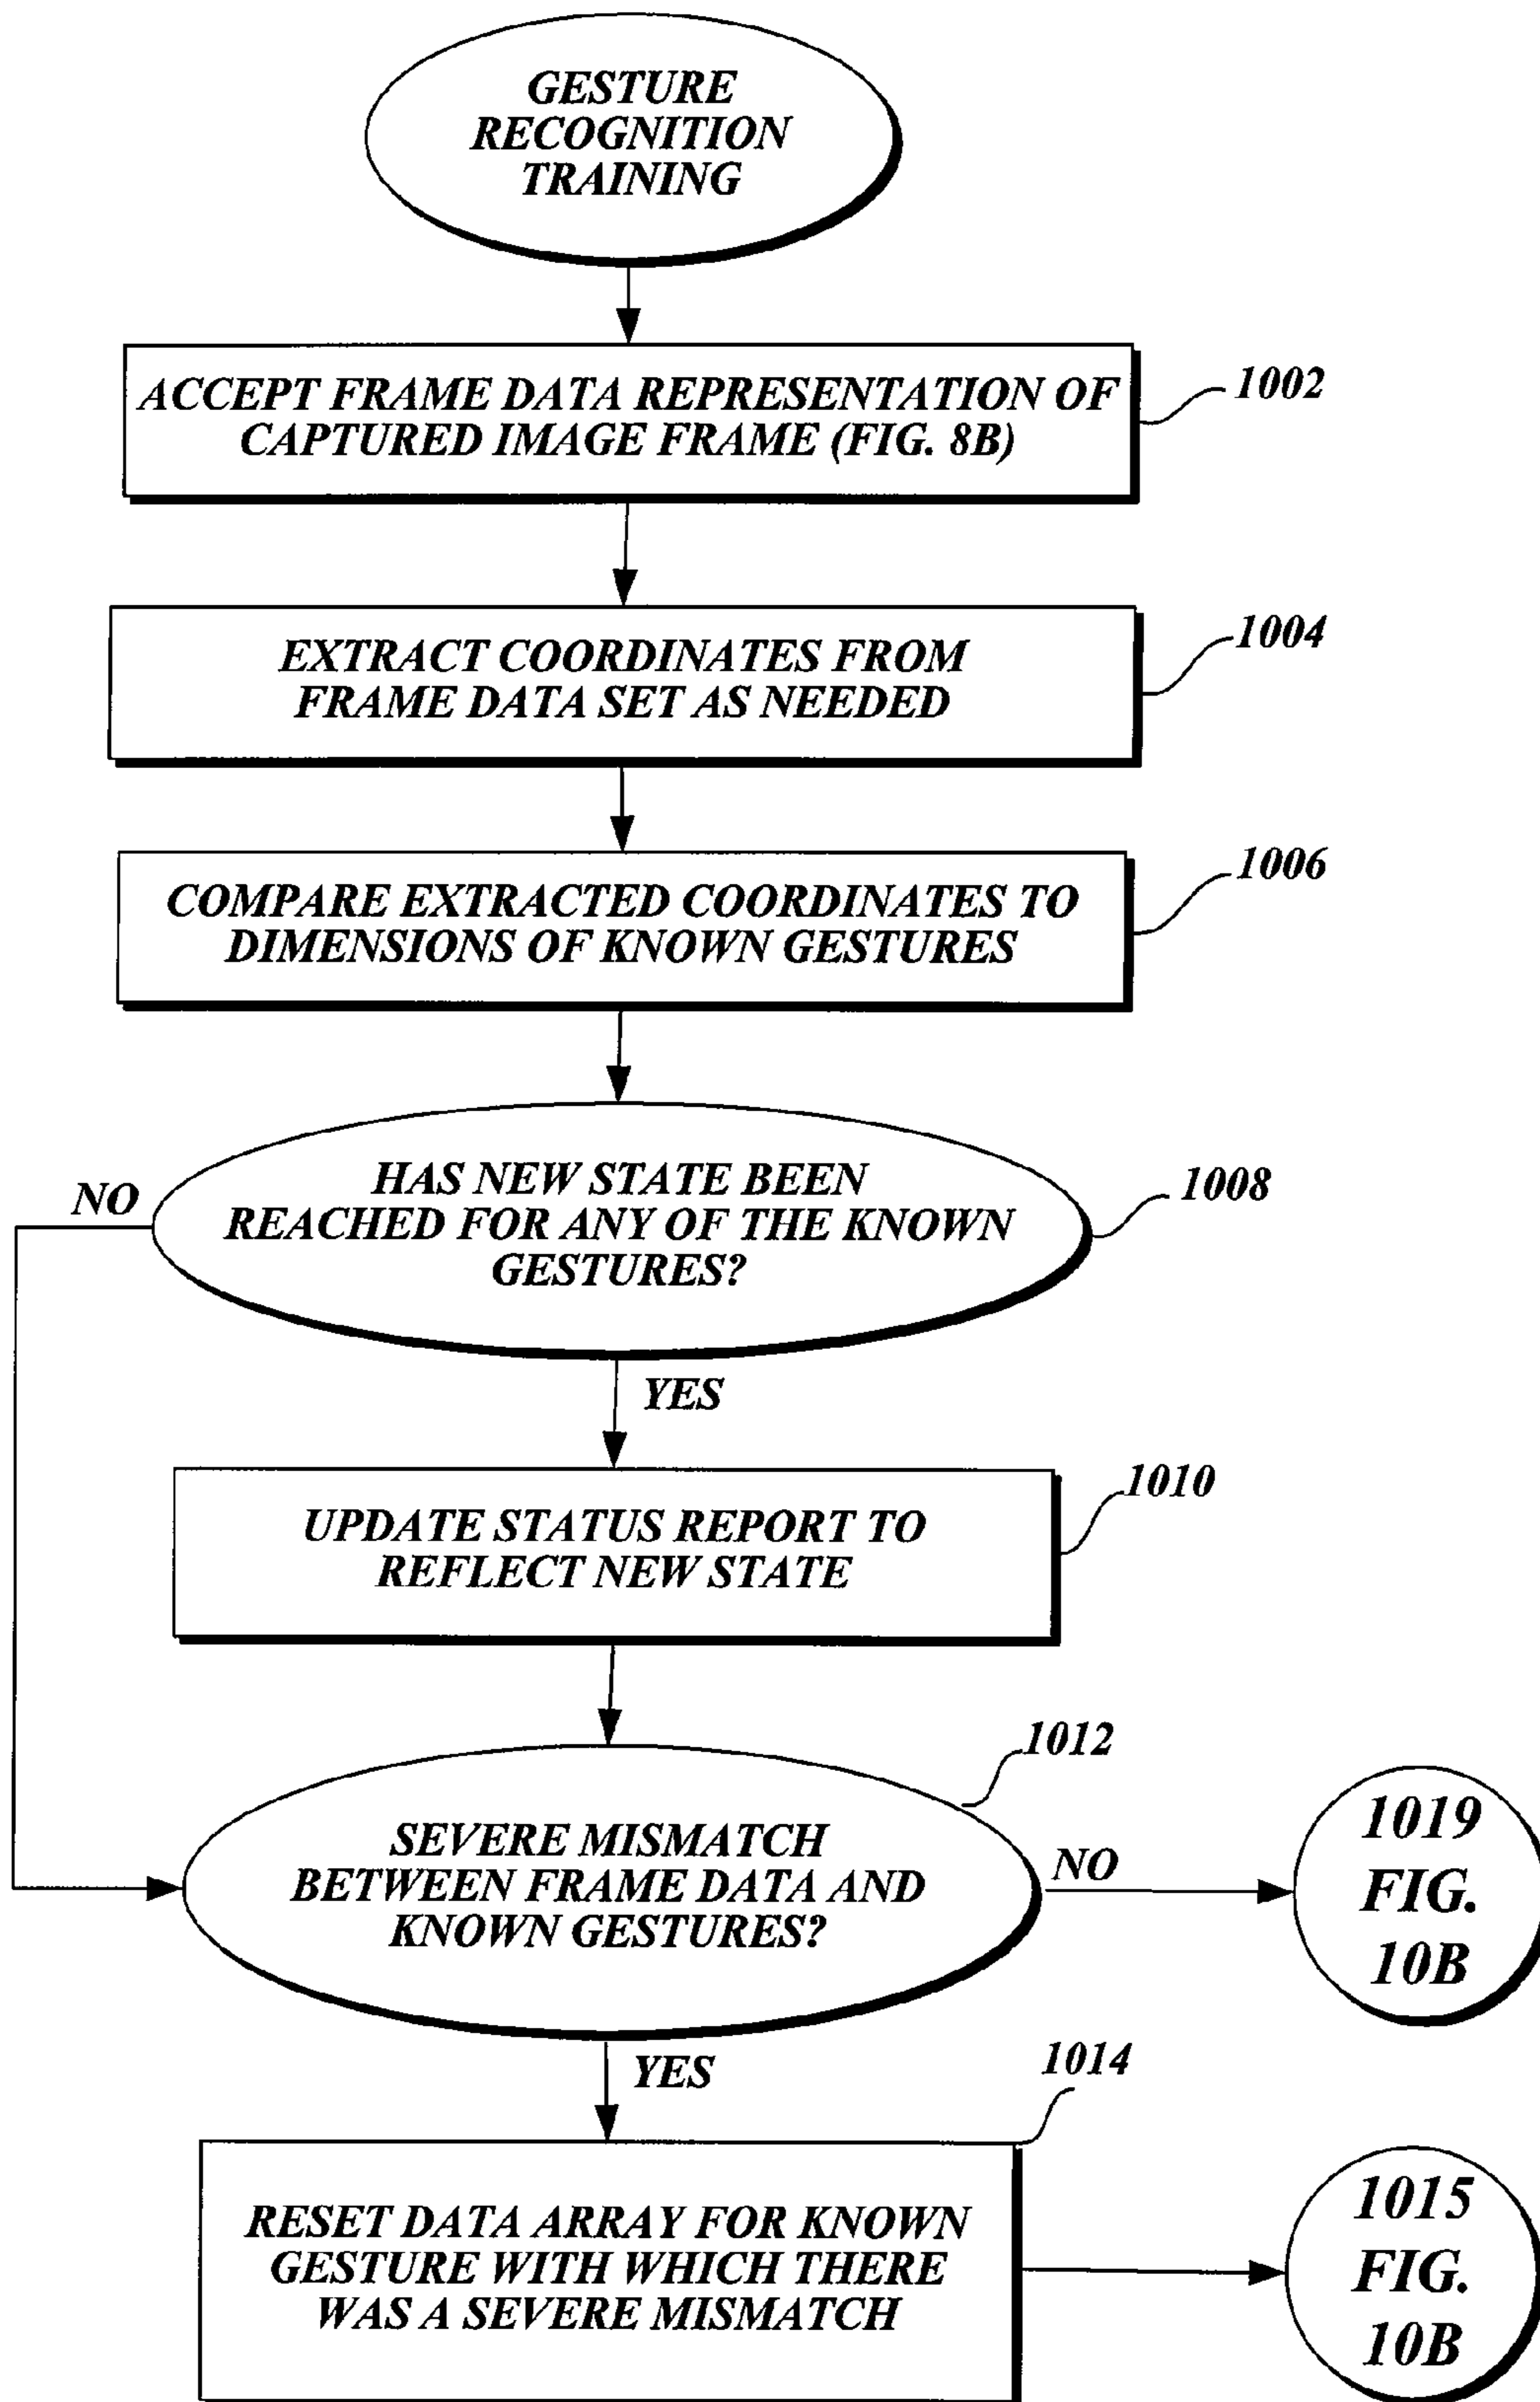 GESTURE
RECOGNITION
TRAINING
ACCEPT FRAME DATA REPRESENTATION OF
CAPTURED IMAGE FRAME (FIG. 8B)
1002
EXTRACT COORDINATES FROM
FRAME DATA SET AS NEEDED
1004
COMPARE EXTRACTED COORDINATES TO
DIMENSIONS OF KNOWN GESTURES
1006
HAS NEW STATE BEEN
REACHED FOR ANY OF THE KNOWN
GESTURES?
1008
NO
YES
UPDATE STATUS REPORT TO
REFLECT NEW STATE
1010
SEVERE MISMATCH
BETWEEN FRAME DATA AND
KNOWN GESTURES?
1012
NO
1019
FIG.
10B
YES
RESET DATA ARRAY FOR KNOWN
GESTURE WITH WHICH THERE
WAS A SEVERE MISMATCH
1014
1015
FIG.
10B